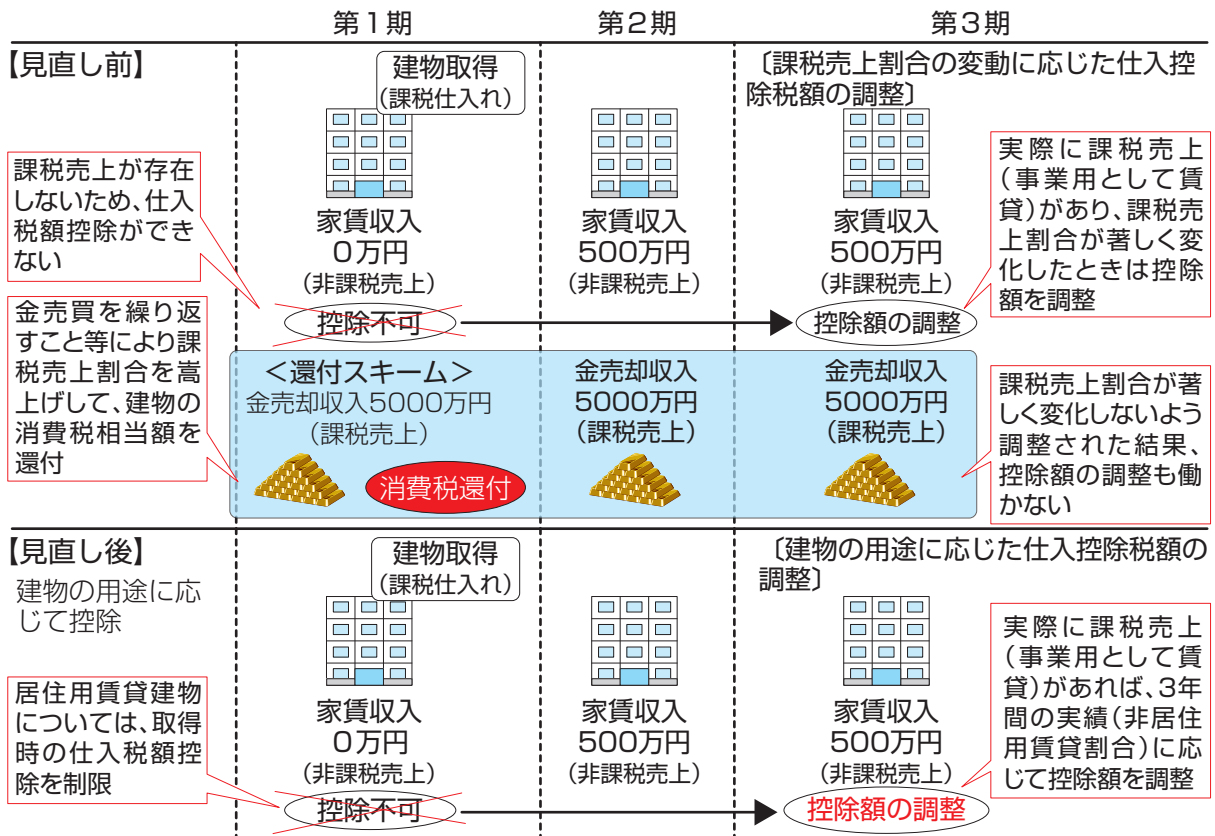 第1期
第2期
第3期
【見直し前】
建物取得
(課税仕入れ)
〔課税売上割合の変動に応じた仕入控
除税額の調整〕
課税売上が存在
しないため、仕入
税額控除ができ
ない
家賃収入
0万円
(非課税売上)
控除不可
家賃収入
500万円
(非課税売上)
家賃収入
500万円
(非課税売上)
控除額の調整
実際に課税売上
(事業用として賃
貸)があり、課税売
上割合が著しく変
化したときは控除
額を調整
金売買を繰り返
すこと等により課
税売上割合を嵩
上げして、建物の
消費税相当額を
還付
<還付スキーム>
金売却収入5000万円
(課税売上)
消費税還付
金売却収入
5000万円
(課税売上)
金売却収入
5000万円
(課税売上)
課税売上割合が著
しく変化しないよう
調整された結果、
控除額の調整も働
かない
【見直し後】
建物の用途に応
じて控除
建物取得
(課税仕入れ)
〔建物の用途に応じた仕入控除税額の
調整〕
居住用賃貸建物
については、取得
時の仕入税額控
除を制限
家賃収入
0万円
(非課税売上)
控除不可
家賃収入
500万円
(非課税売上)
家賃収入
500万円
(非課税売上)
控除額の調整
実際に課税売上
(事業用として賃
貸)があれば、3年
間の実績(非居住
用賃貸割合)に応
じて控除額を調整